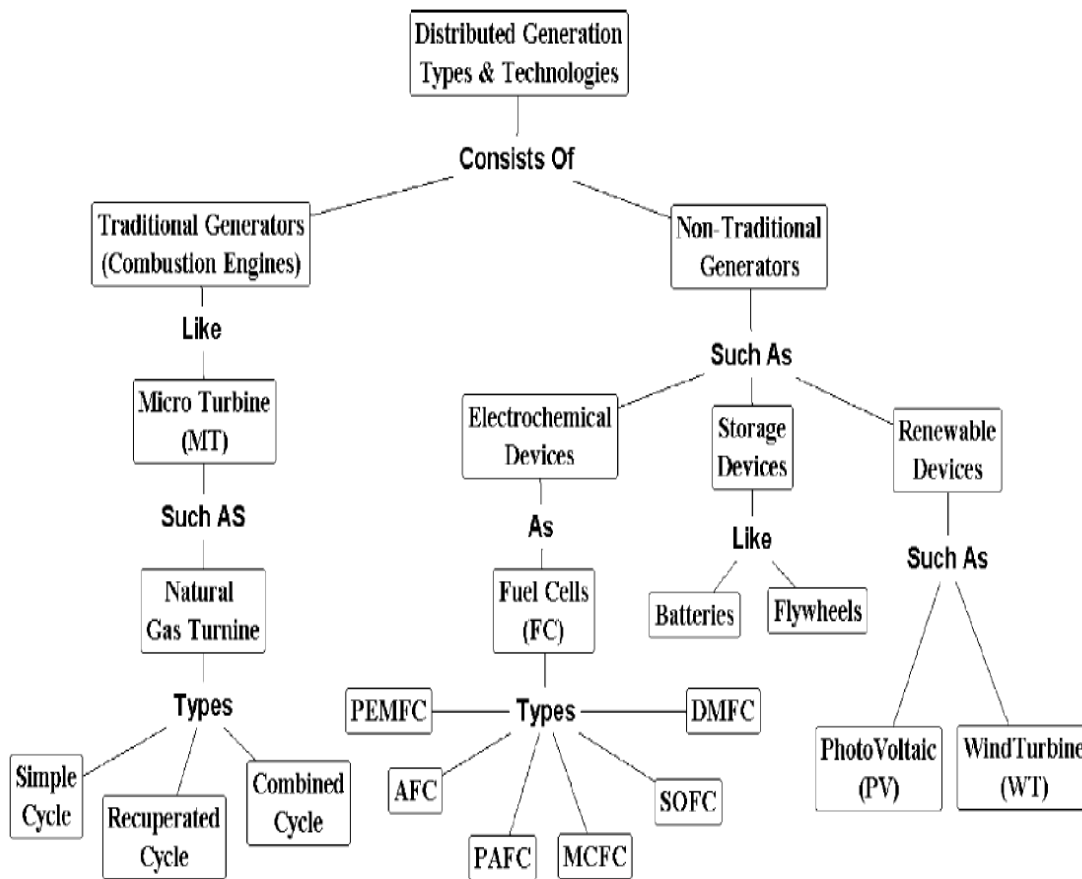 Distributed Generation
Types & Technologies
Consists Of
Traditional Generators
(Combustion Engines)
Non-Traditional
Generators
Like
Such As
Micro Turbine
(MT)
Electrochemical
Devices
Storage
Devices
Renewable
Devices
Such AS
As
Like
Such As
Natural
Gas Turnine
Fuel Cells
(FC)
Batteries
Flywheels
Types
Types
PEMFC
DMFC
AFC
SOFC
PAFC
MCFC
Simple
Cycle
Recuperated
Cycle
Combined
Cycle
PhotoVoltaic
(PV)
WindTurbine
(WT)